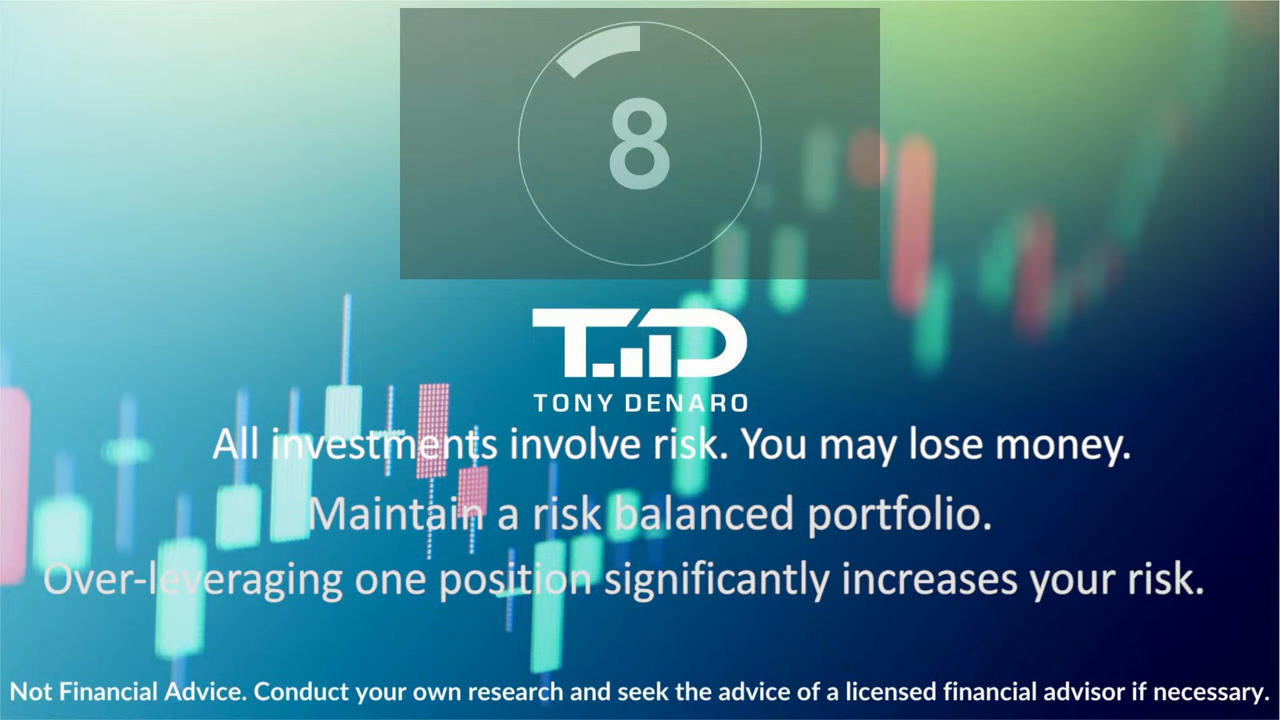 8
TD
TONY DENARO
All investments involve risk. You may lose money.
Maintain a risk balanced portfolio.
Over-leveraging one position significantly increases your risk.
Not Financial Advice. Conduct your own research and seek the advice of a licensed financial advisor if necessary.